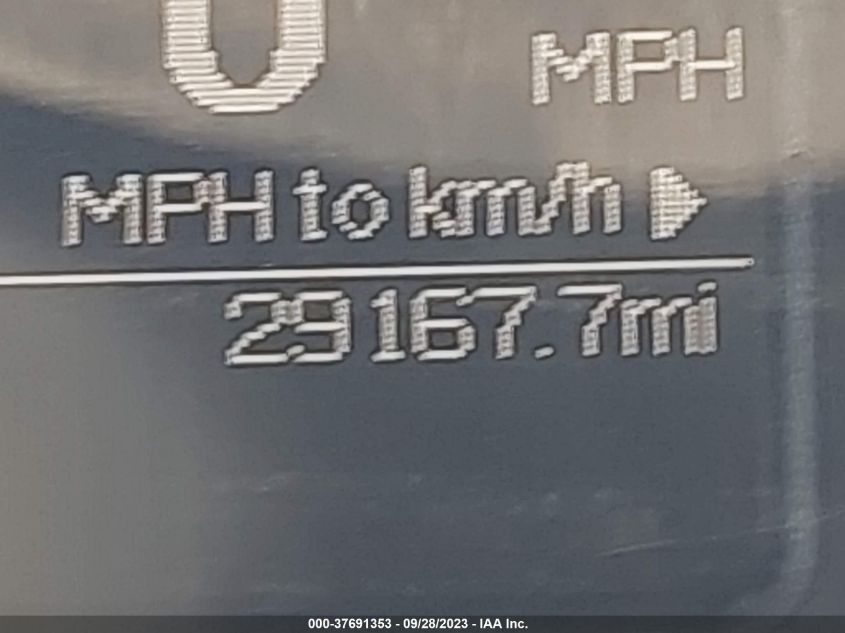 0 MPH
MPH to km/h
29167.7mi
000-37691353 - 09/28/2023 - IAA Inc.